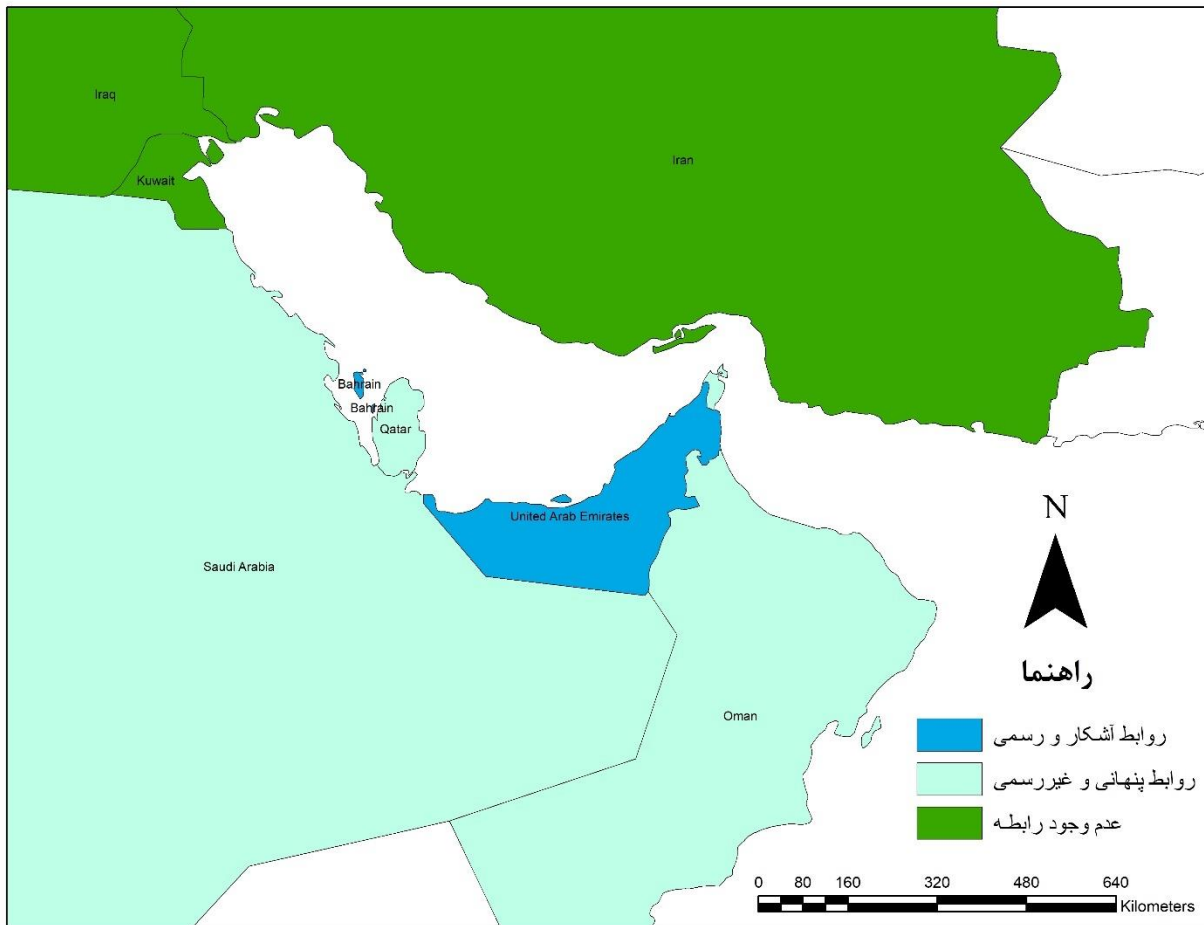 Iraq
Iran
Kuwait
Bahrain
Bahrain
Qatar
United Arab Emirates
Saudi Arabia
Oman
N
راهنما
روابط آشکار و رسمی
روابط پنهانی و غیررسمی
عدم وجود رابطه
0 80 160 320 480 640
Kilometers